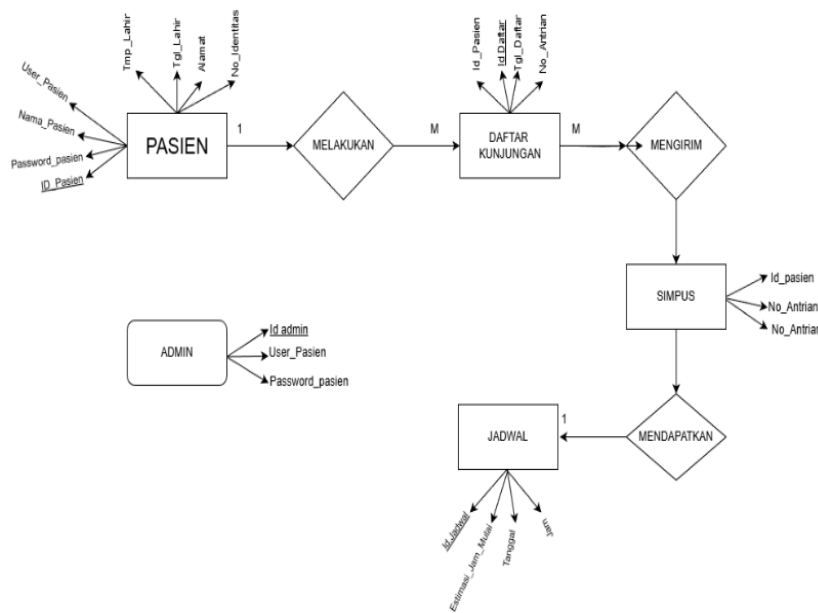 Tmp_Lahir
Tgl_Lahir
Alamat
No_Identitas
User_Pasien
Nama_Pasien
Password_pasien
ID_Pasien
PASIEN
1
MELAKUKAN
M
Id_Pasien
Id_Daftar
Tgl_Daftar
No_Antrian
DAFTAR
KUNJUNGAN
M
MENGIRIM
SIMPUS
Id_pasien
No_Antrian
No_Antrian
ADMIN
Id admin
User_Pasien
Password_pasien
JADWAL
1
MENDAPATKAN
Id_Jadwal
Estimasi_Jam_Mulai
Tanggal
Jam